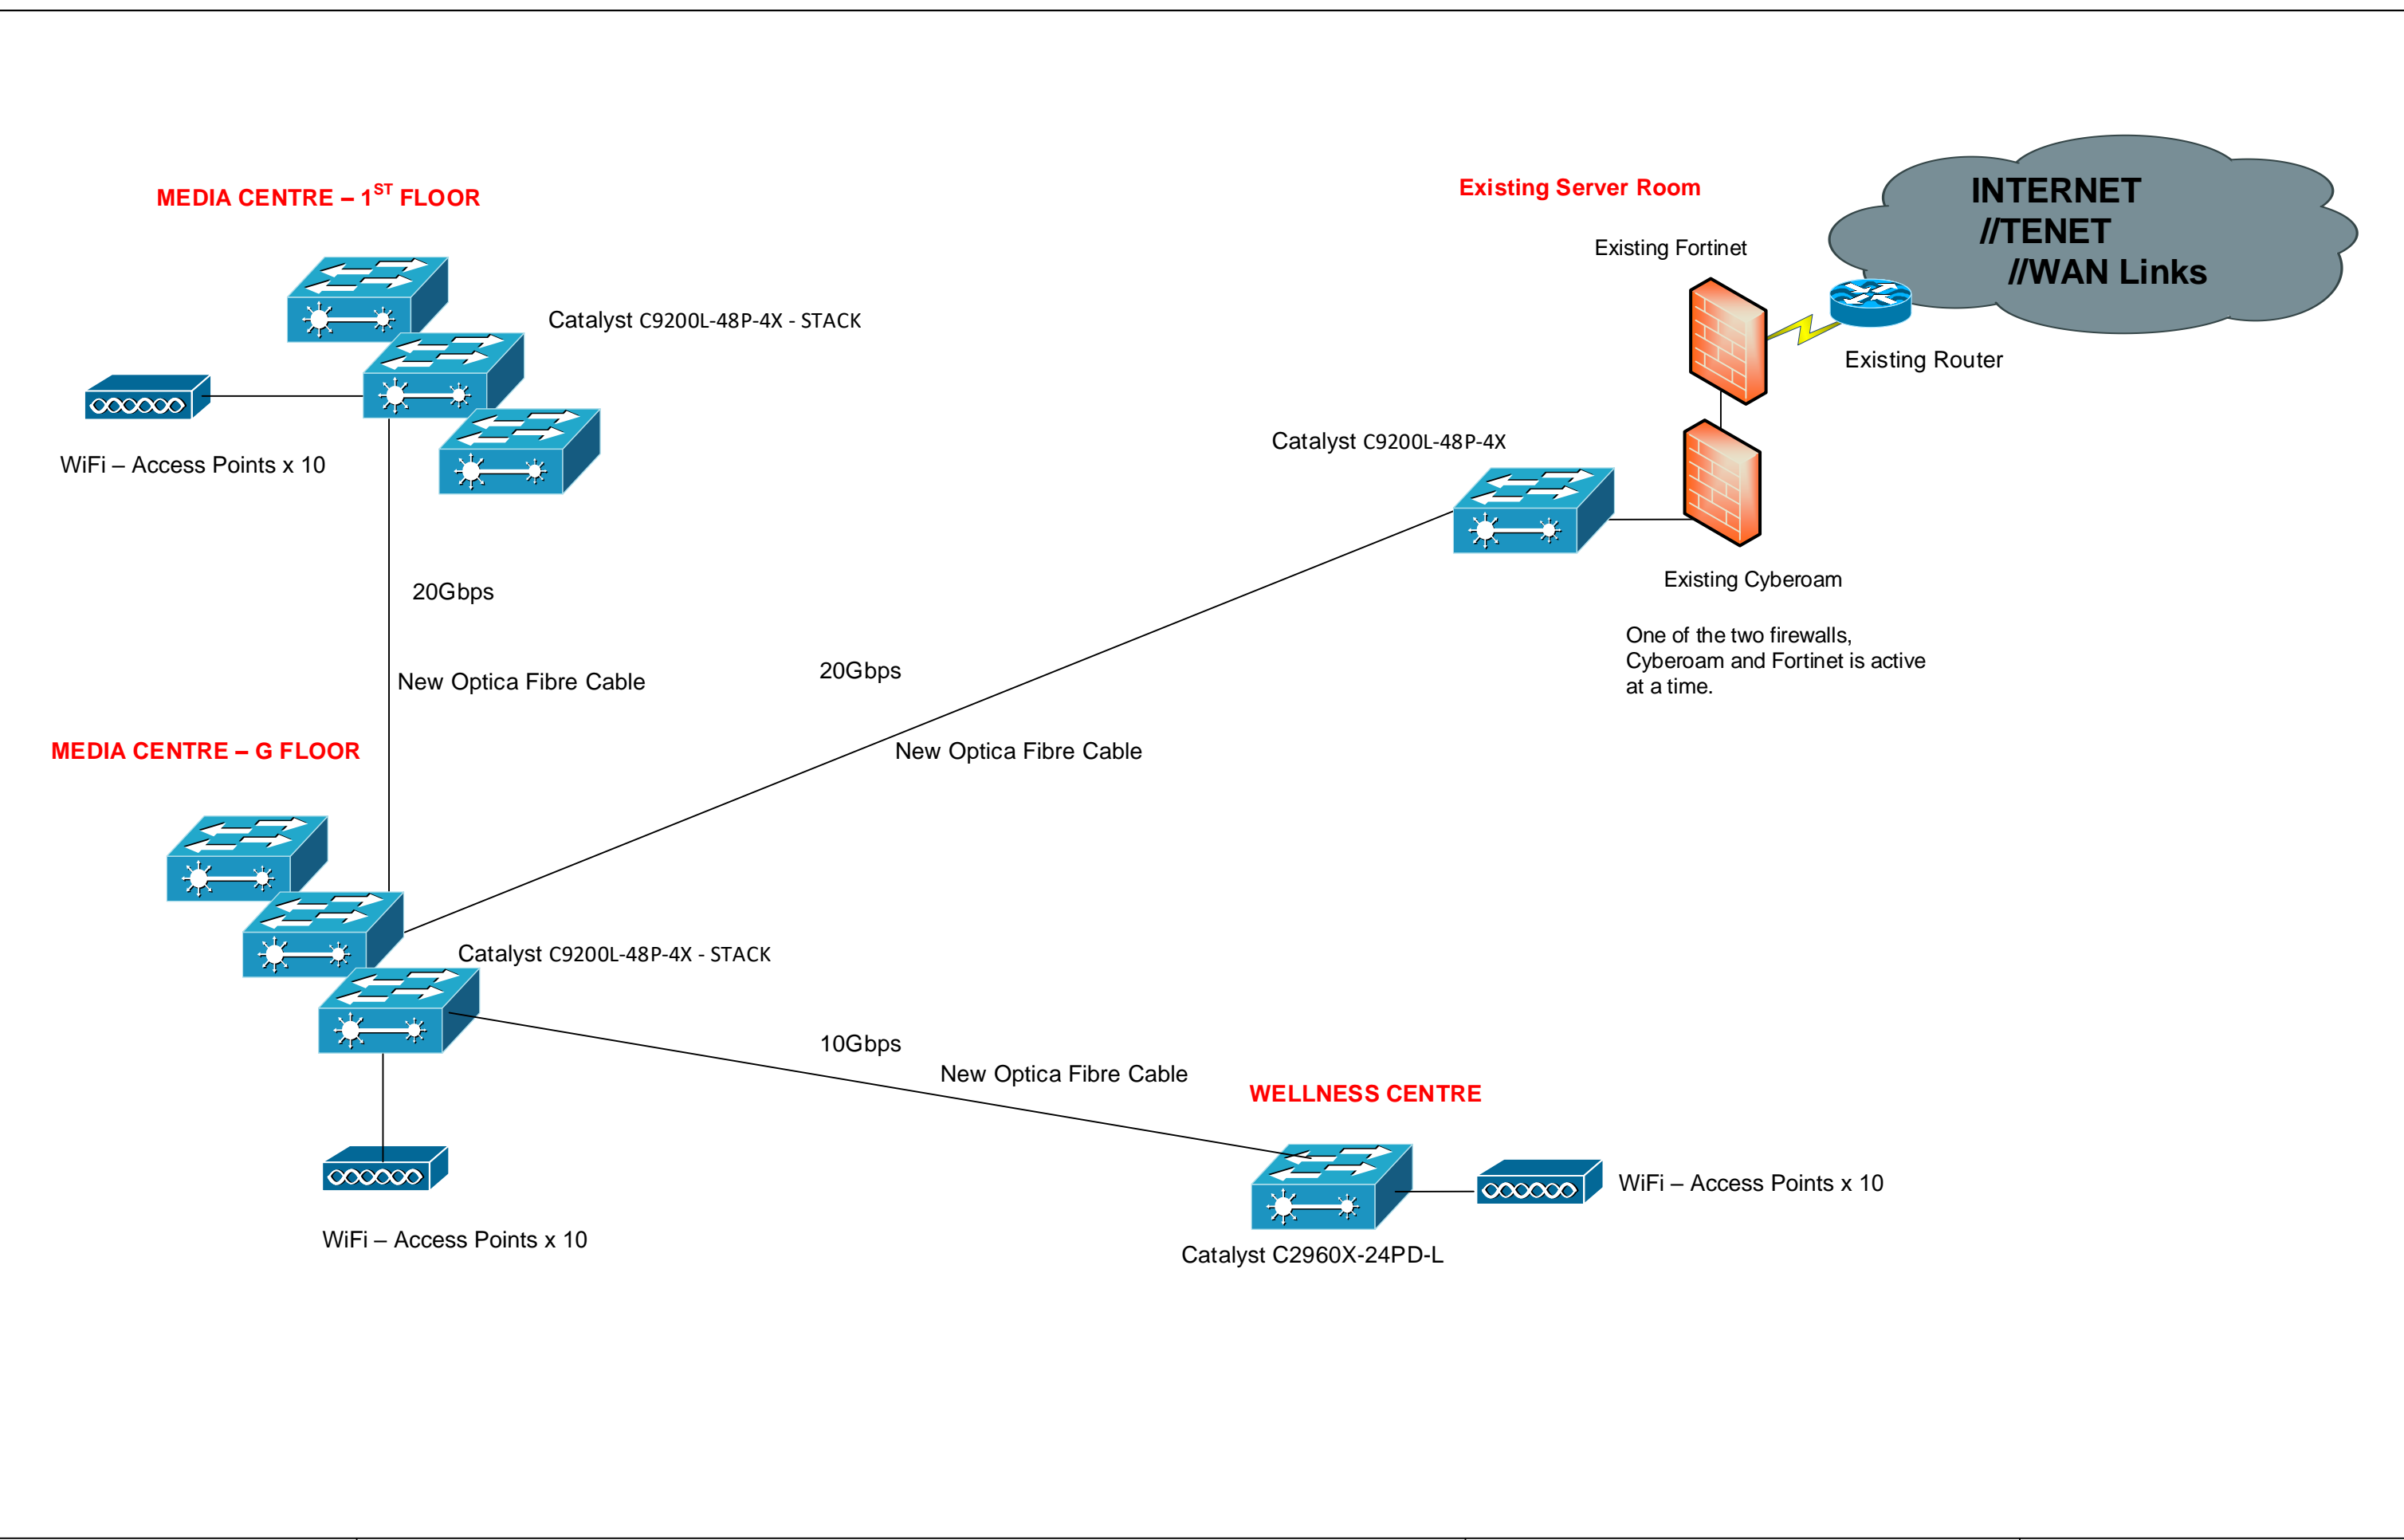 MEDIA CENTRE – 1ST FLOOR
Existing Server Room
INTERNET
//TENET
//WAN Links
Existing Fortinet
Catalyst C9200L-48P-4X - STACK
Existing Router
WiFi – Access Points x 10
Catalyst C9200L-48P-4X
20Gbps
Existing Cyberoam
One of the two firewalls,
Cyberoam and Fortinet is active
at a time.
New Optica Fibre Cable
20Gbps
MEDIA CENTRE – G FLOOR
New Optica Fibre Cable
Catalyst C9200L-48P-4X - STACK
10Gbps
New Optica Fibre Cable
WELLNESS CENTRE
WiFi – Access Points x 10
WiFi – Access Points x 10
Catalyst C2960X-24PD-L